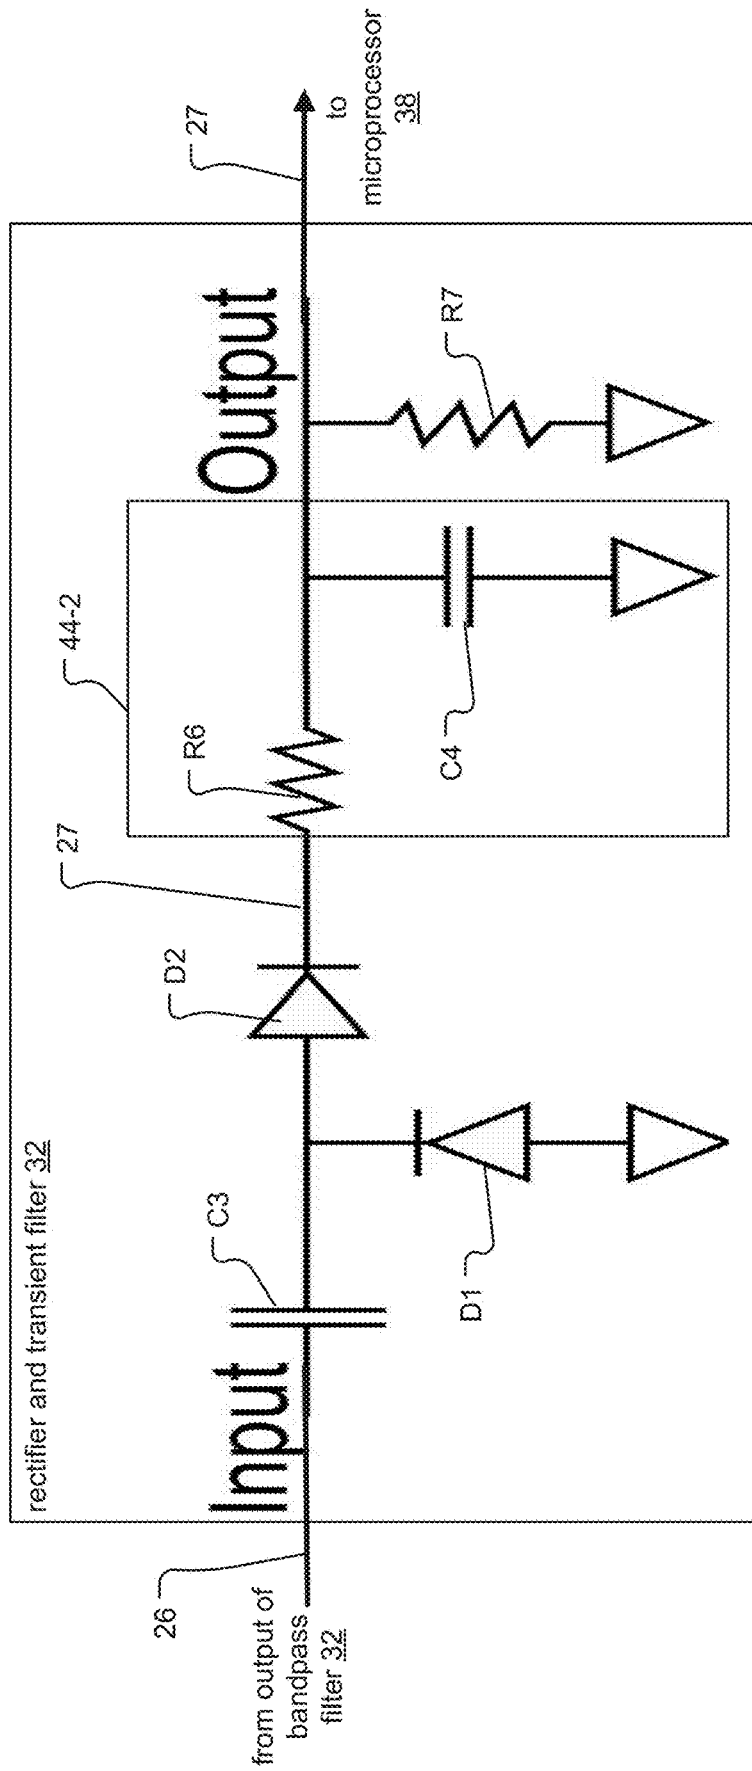 rectifier and transient filter 32
from output of
bandpass
filter 32
26
Input
C3
D1
D2
27
R6
44-2
C4
Output
R7
27
to
microprocessor
38